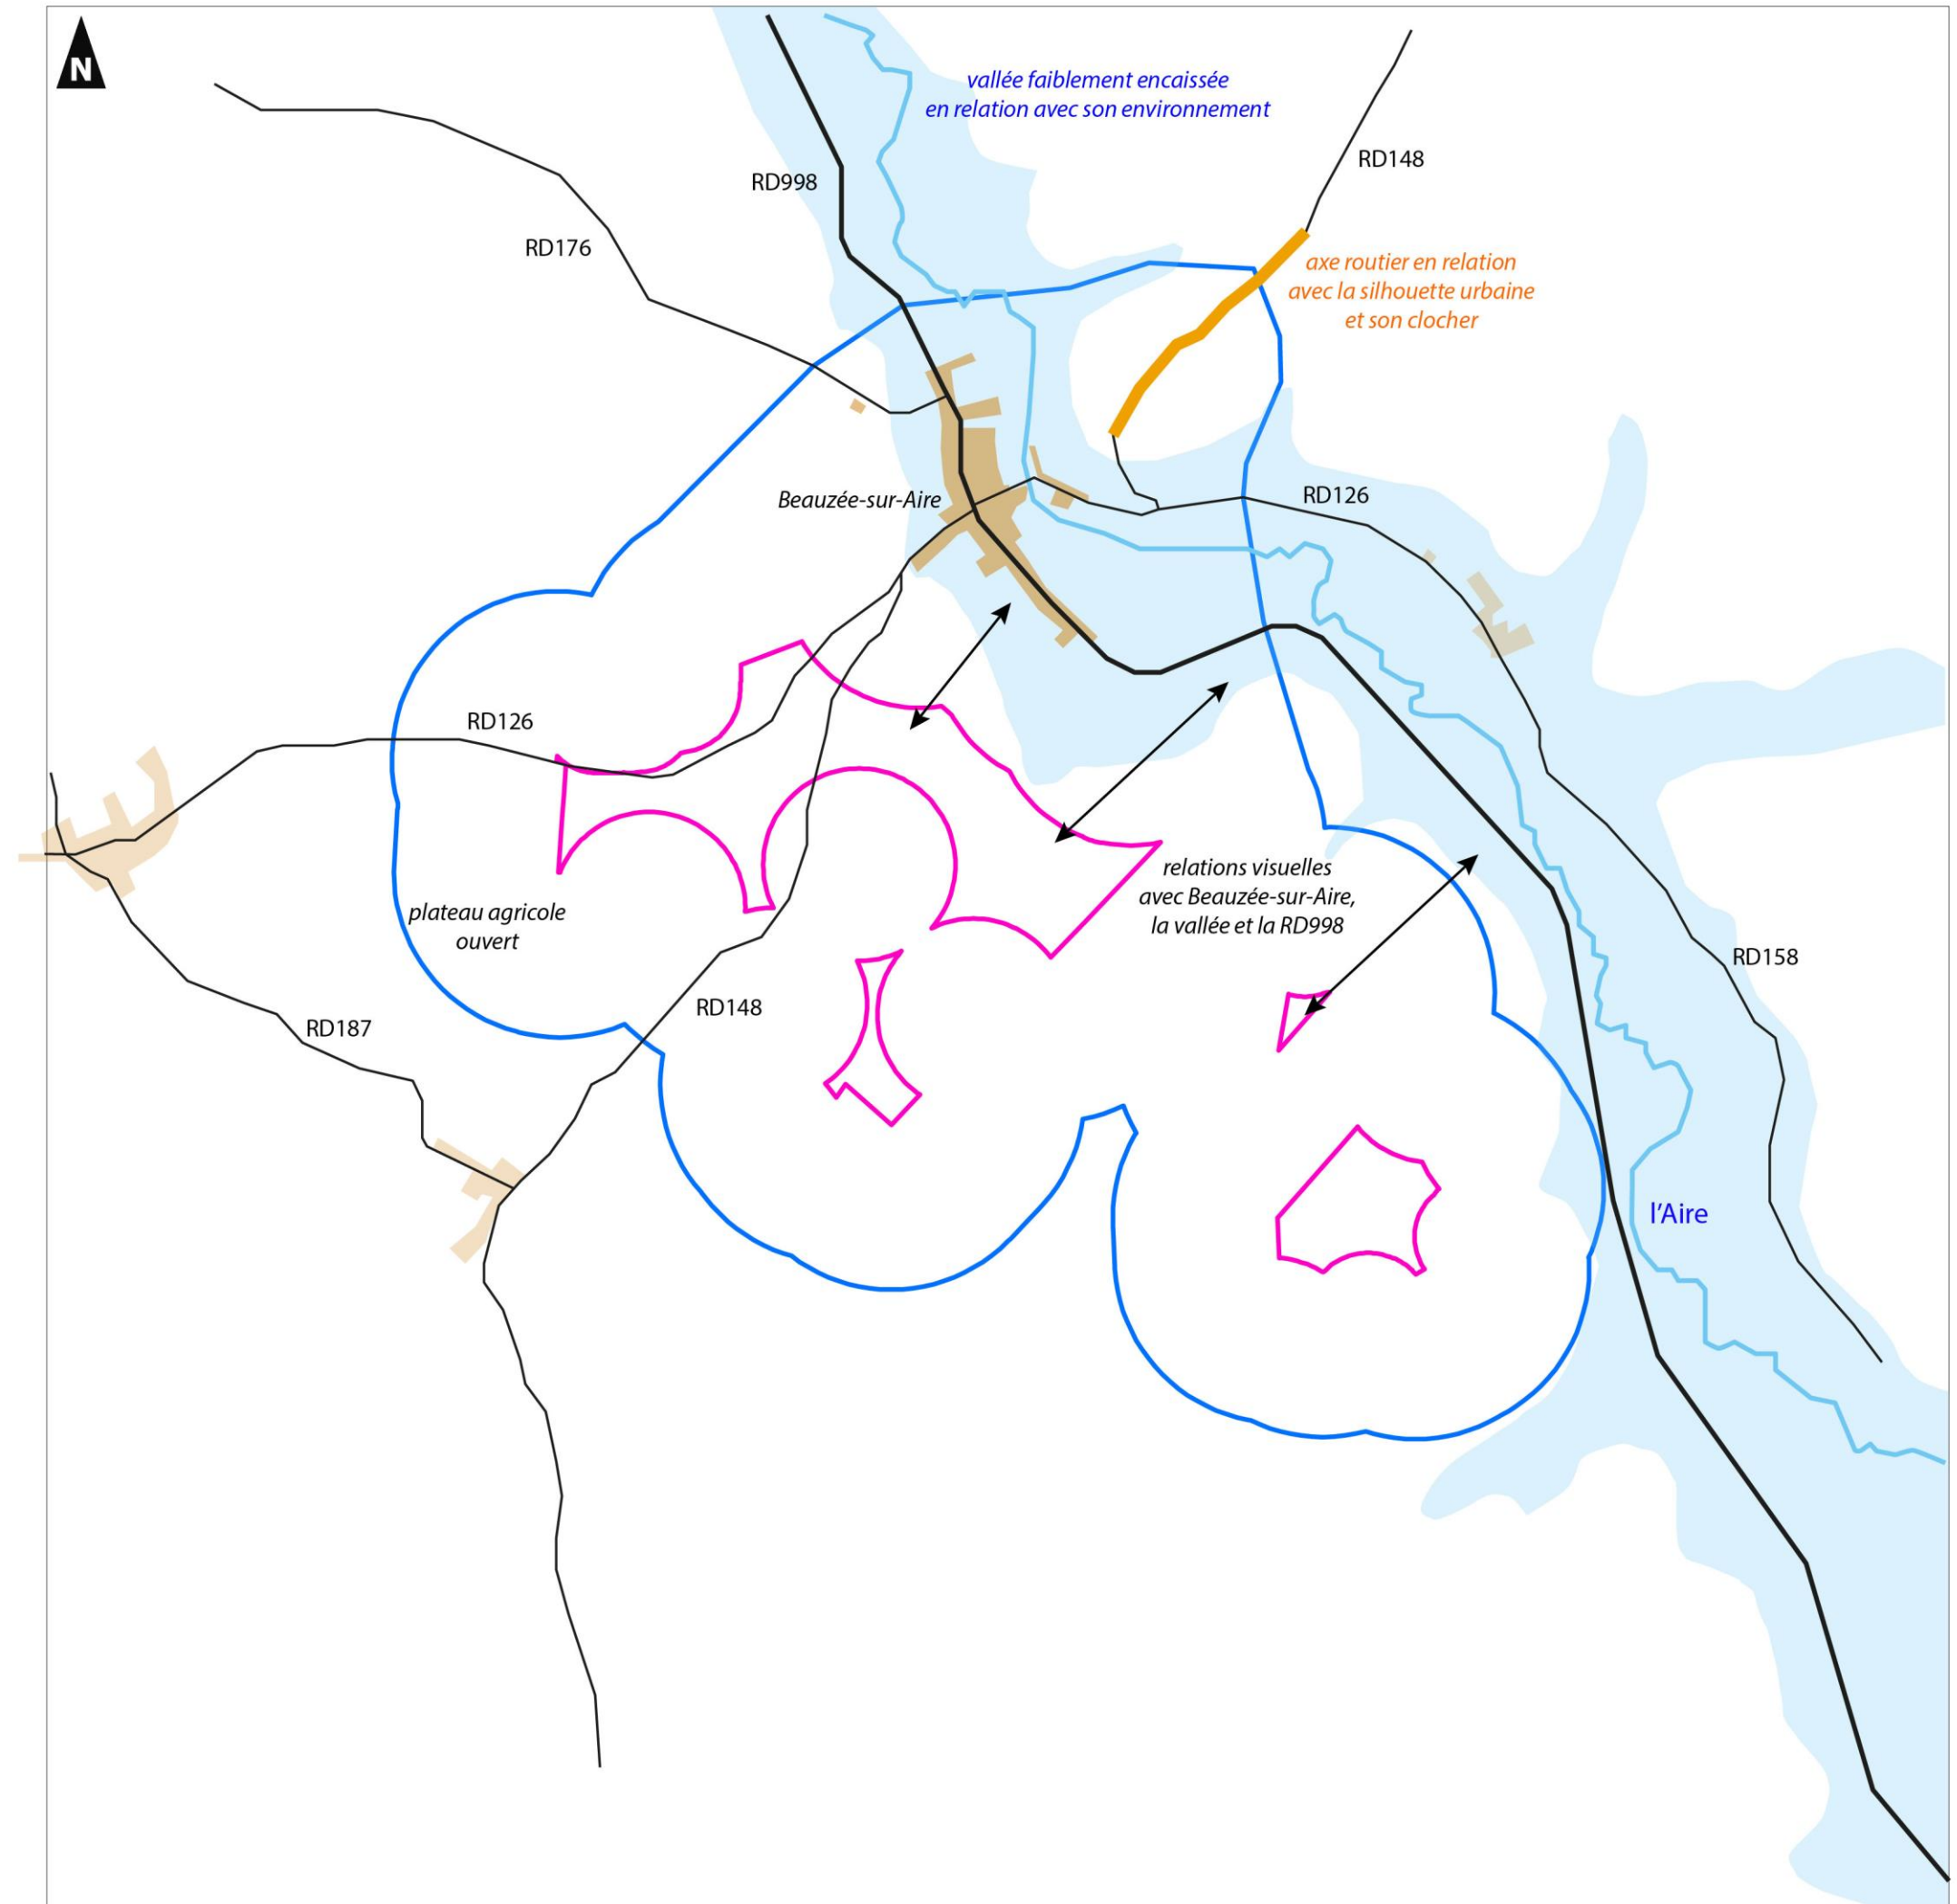 N
vallée faiblement encaissée
en relation avec son environnement
RD148
RD998
RD176
axe routier en relation
avec la silhouette urbaine
et son clocher
Beauzée-sur-Aire
RD126
RD126
relations visuelles
avec Beauzée-sur-Aire,
la vallée et la RD998
plateau agricole
ouvert
RD158
RD148
RD187
l'Aire